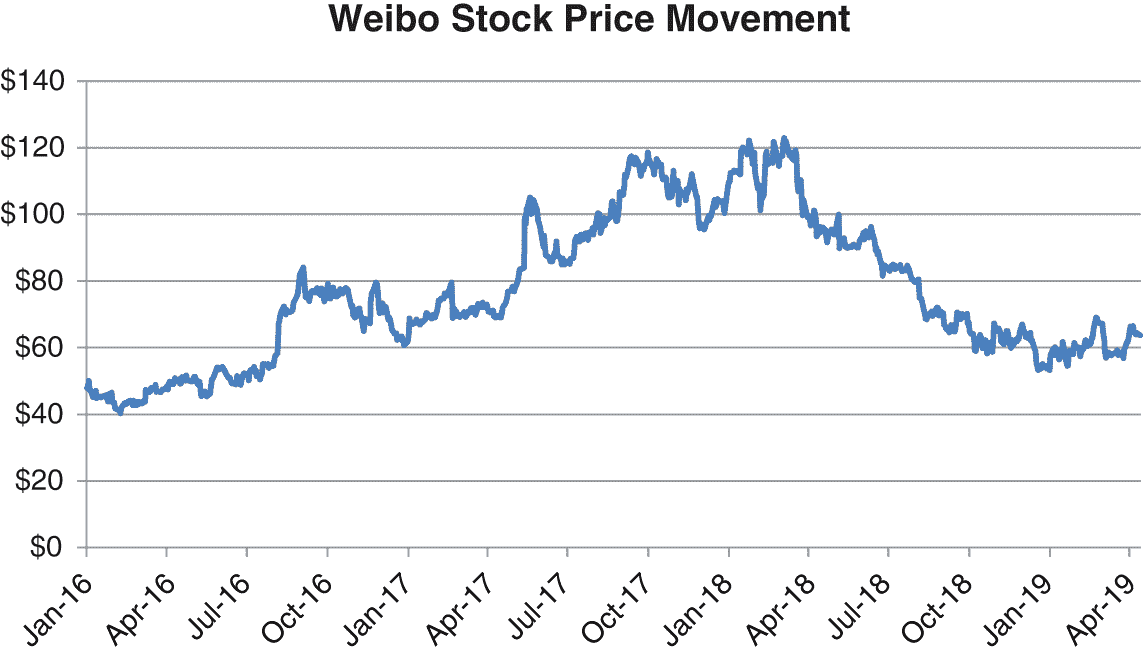 Weibo Stock Price Movement
$140
$120
$100
$80
$60
$40
$20
$0
Jan-16
Apr-16
Jul-16
Oct-16
Jan-17
Apr-17
Jul-17
Oct-17
Jan-18
Apr-18
Jul-18
Oct-18
Jan-19
Apr-19